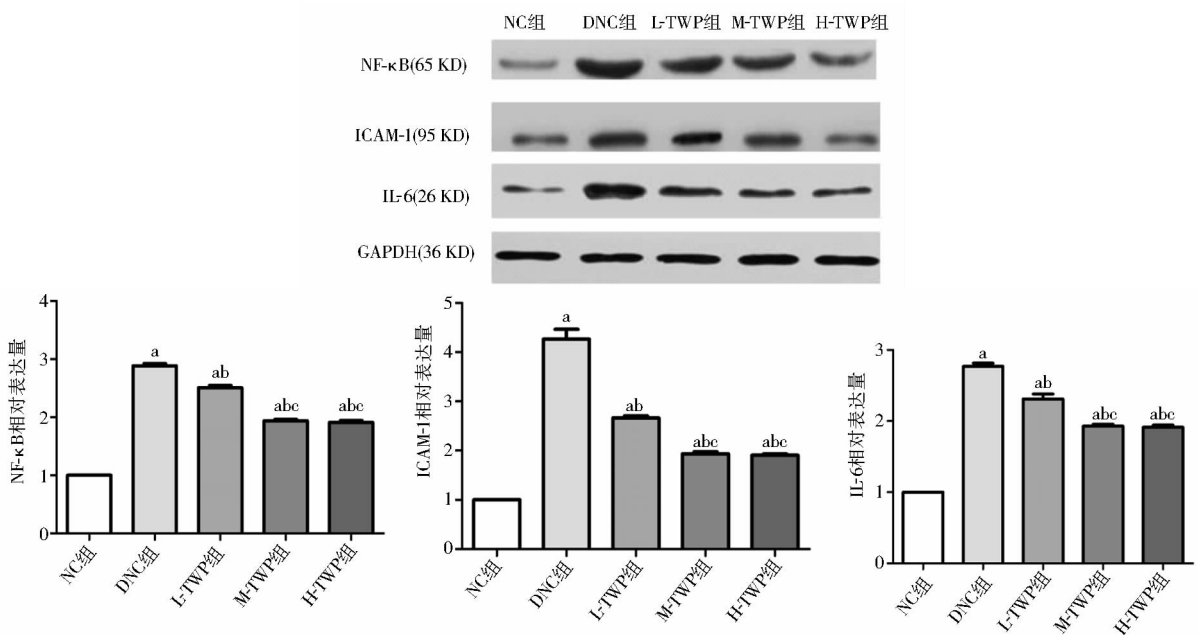 NC组 DNC组 L-TWP组 M-TWP组 H-TWP组
NF-κB(65 KD)
ICAM-1(95 KD)
IL-6(26 KD)
GAPDH(36 KD)
NF-κB相对表达量
4
3
2
1
0
a
ab
abc
abc
NC组
DNC组
L-TWP组
M-TWP组
H-TWP组
ICAM-1相对表达量
5
4
3
2
1
0
a
ab
abc
abc
NC组
DNC组
L-TWP组
M-TWP组
H-TWP组
IL-6相对表达量
3
2
1
0
a
ab
abc
abc
NC组
DNC组
L-TWP组
M-TWP组
H-TWP组